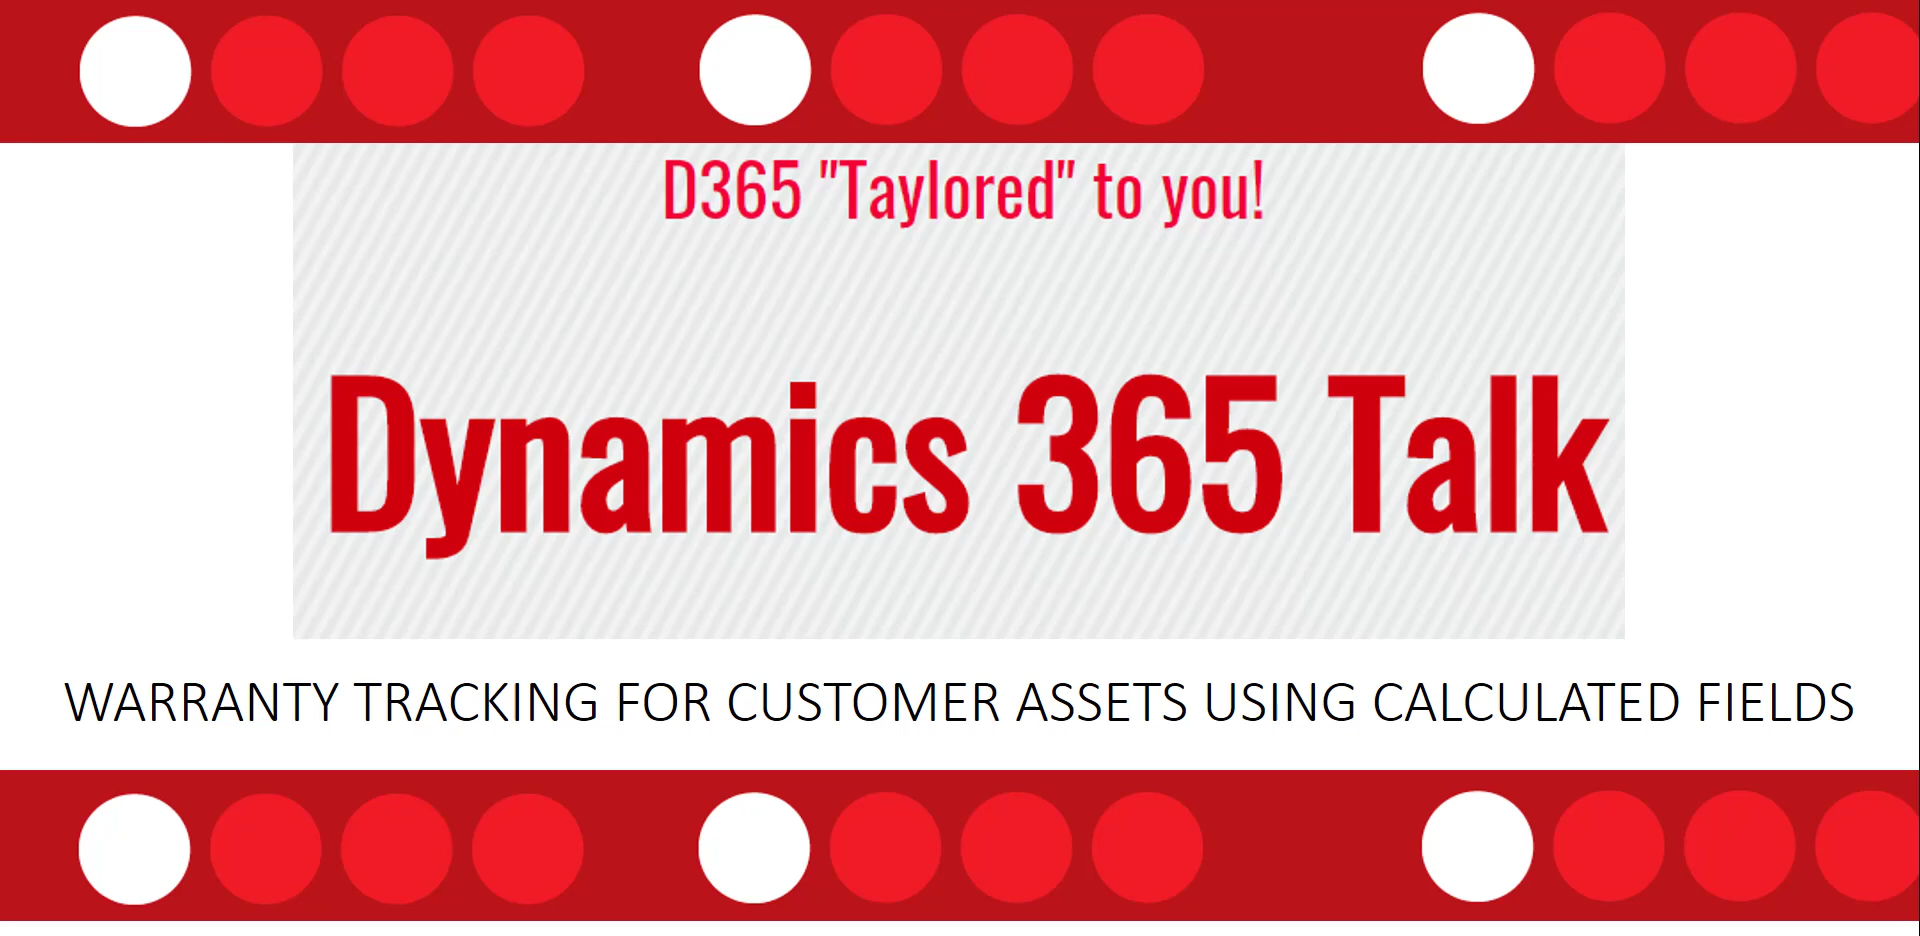 D365 "Taylored" to you!
Dynamics 365 Talk
WARRANTY TRACKING FOR CUSTOMER ASSETS USING CALCULATED FIELDS